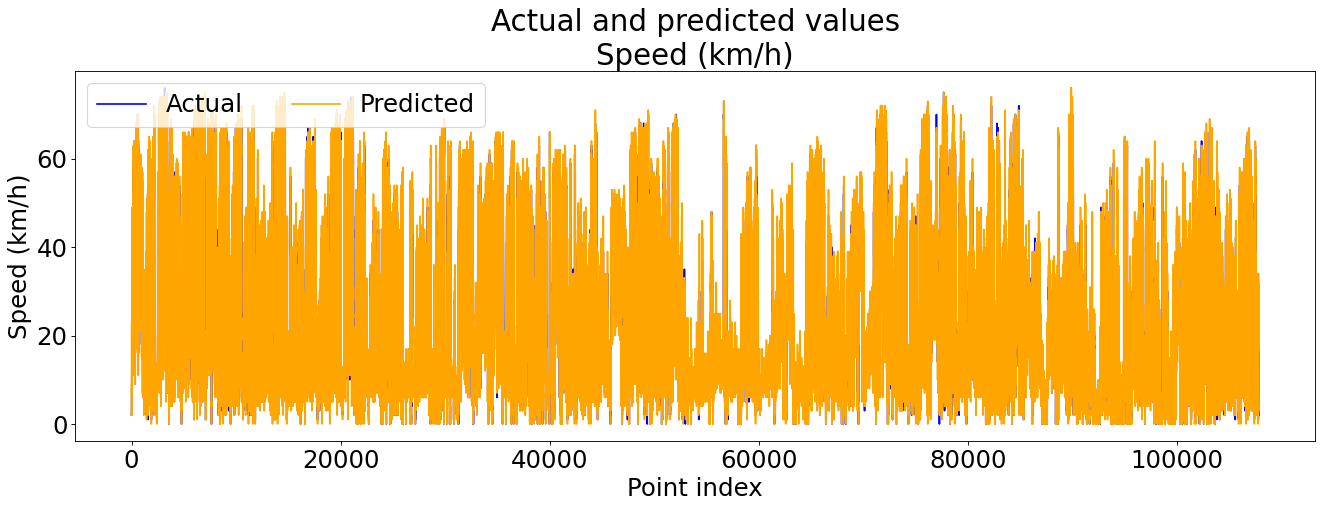 Actual and predicted values
Speed (km/h)
Actual
Predicted
Speed (km/h)
60
40
20
0
0
20000
40000
60000
80000
100000
Point index